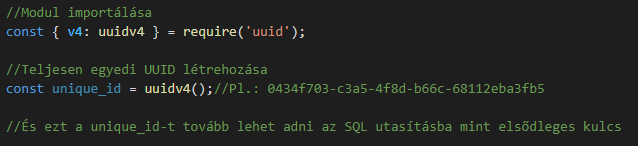 //Modul importálása
const { v4: uuidv4 } = require('uuid');
//Teljesen egyedi UUID létrehozása
const unique_id = uuidv4();//Pl.: 0434f703-c3a5-4f8d-b66c-68112eba3fb5
//És ezt a unique_id-t tovább lehet adni az SQL utasításba mint elsődleges kulcs